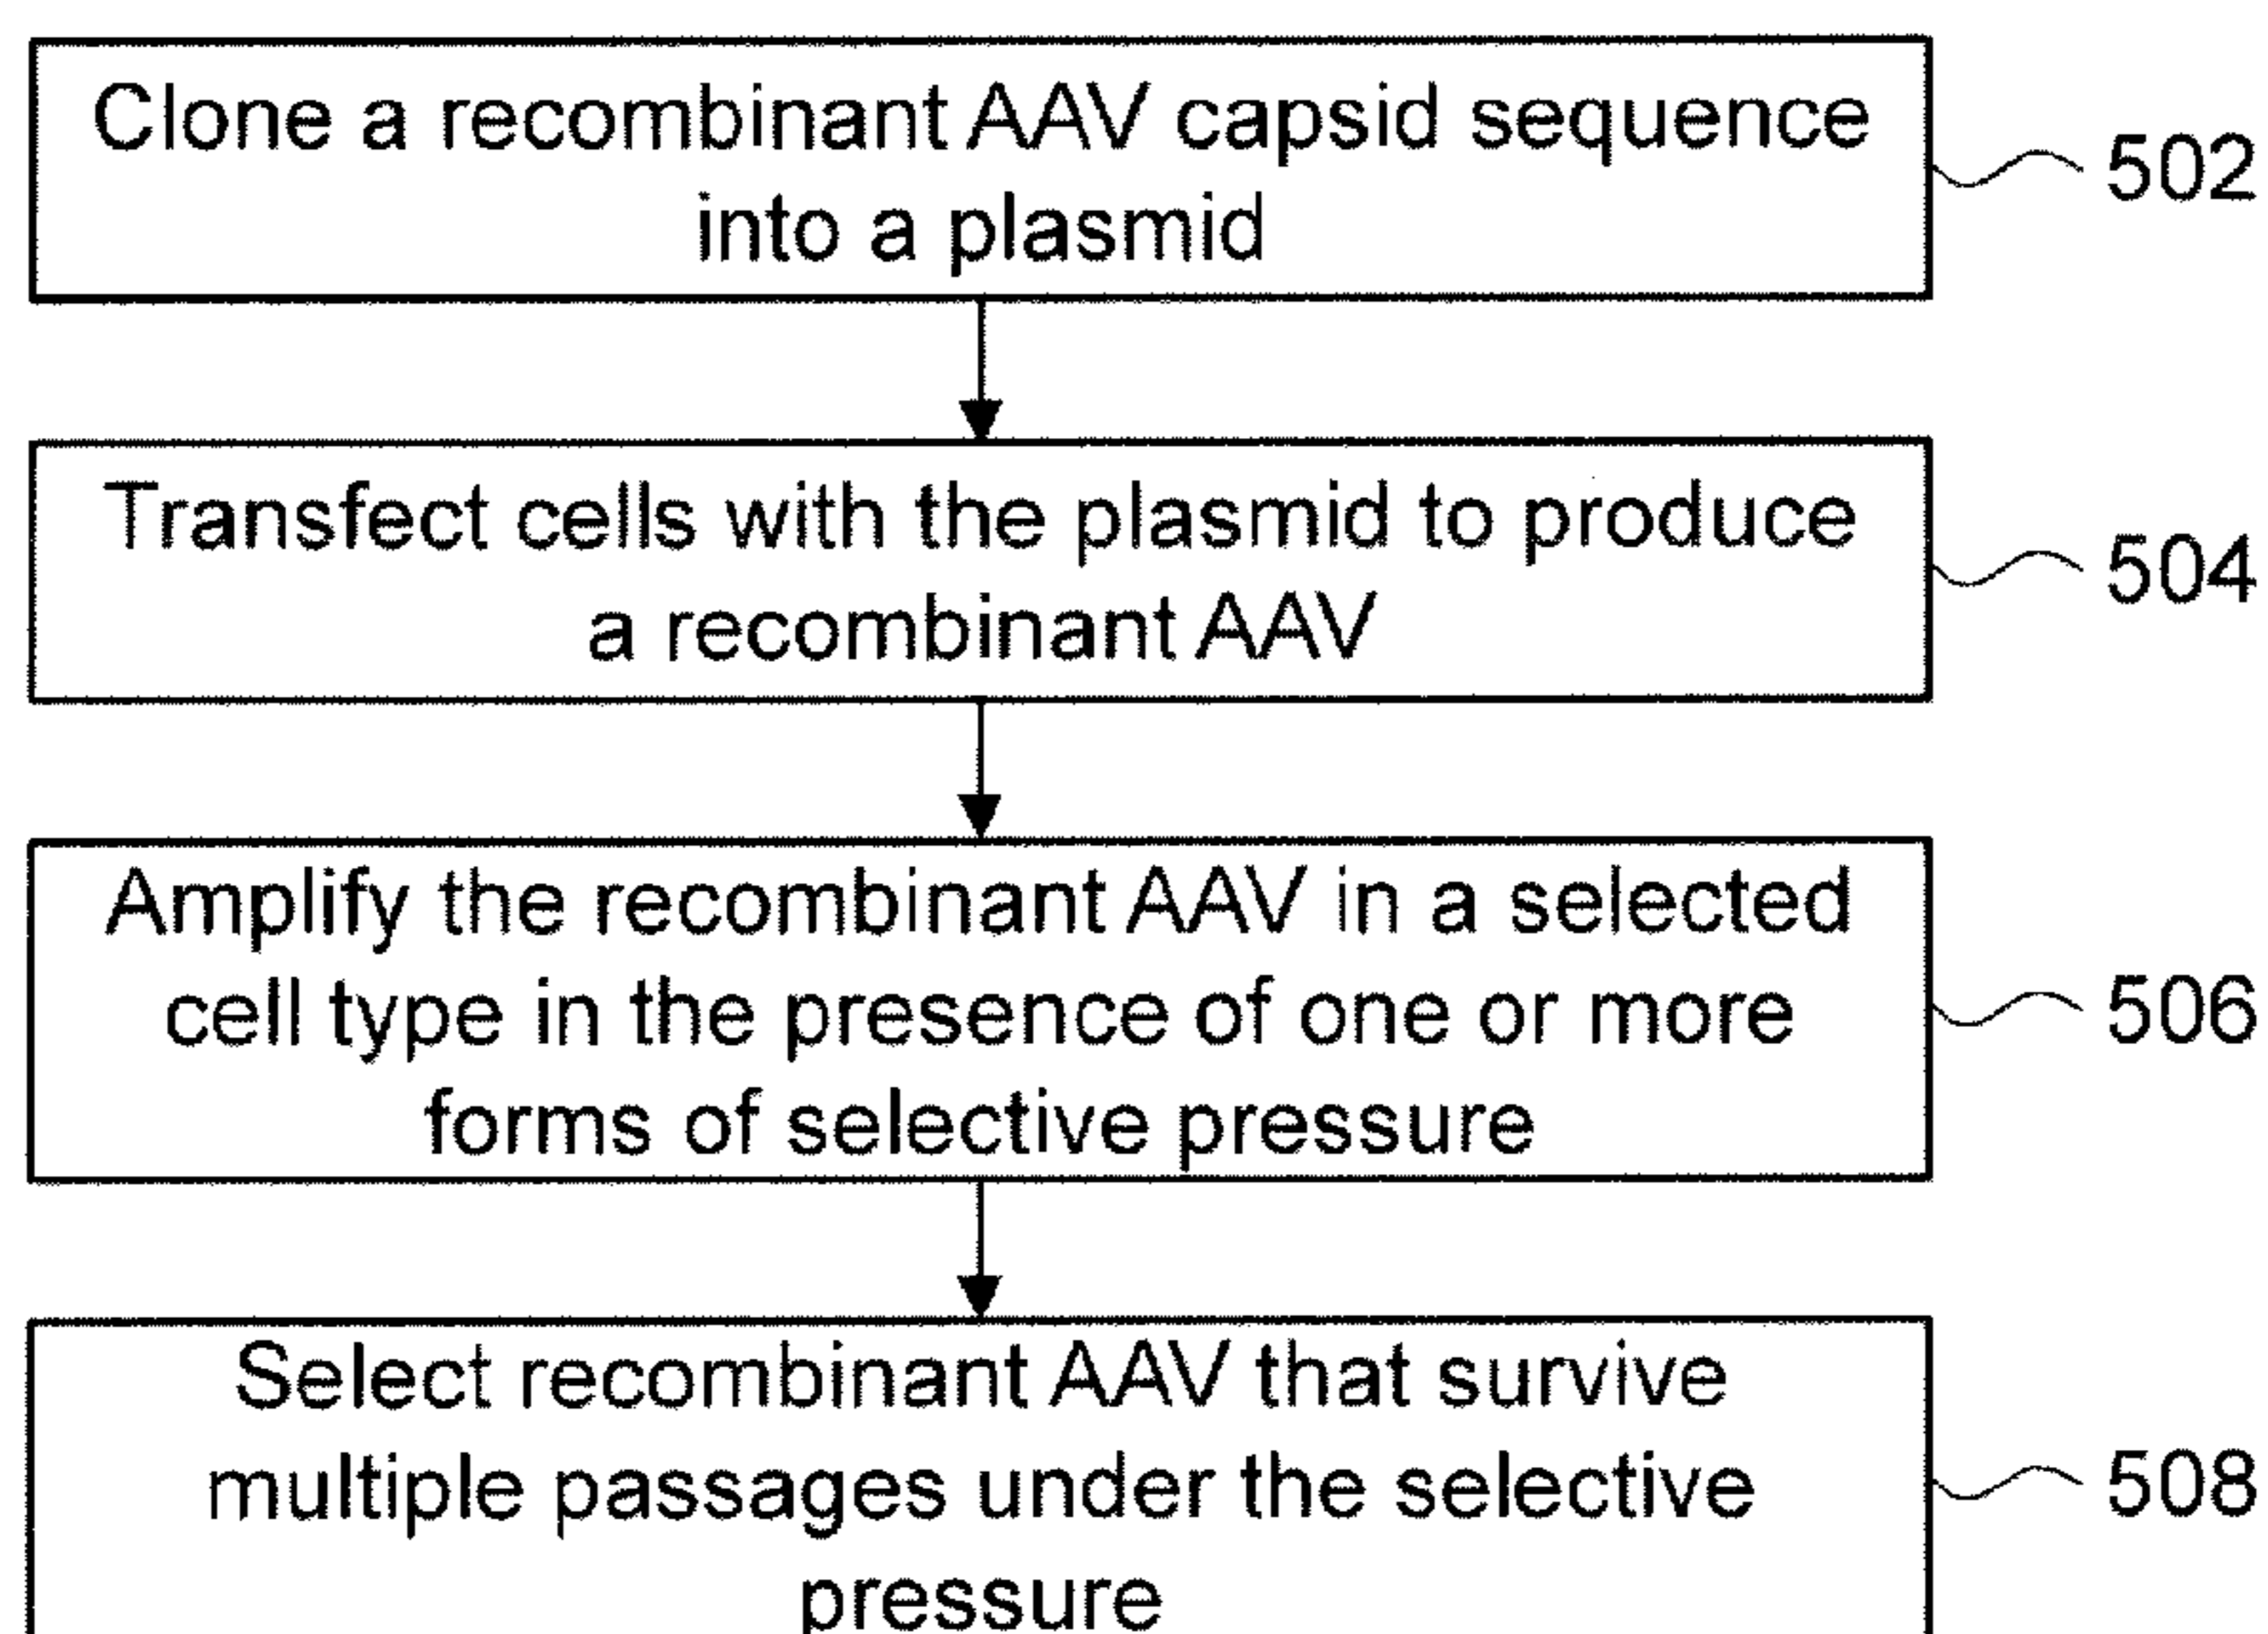 Clone a recombinant AAV capsid sequence
into a plasmid
502
Transfect cells with the plasmid to produce
a recombinant AAV
504
Amplify the recombinant AAV in a selected
cell type in the presence of one or more
forms of selective pressure
506
Select recombinant AAV that survive
multiple passages under the selective
pressure
508